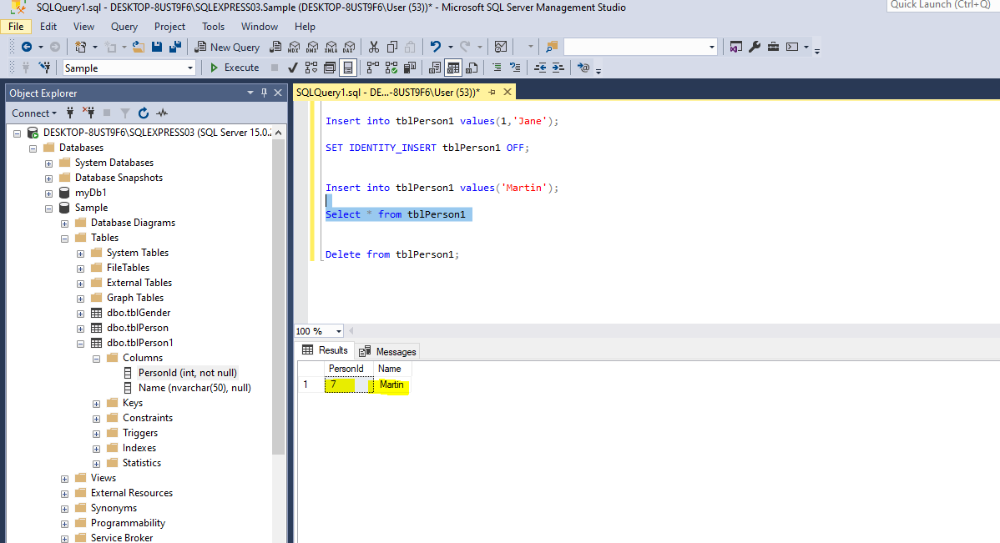 SQLQuery1.sql - DESKTOP-8UST9F6\SQLEXPRESS03.Sample (DESKTOP-8UST9F6\User (53))* - Microsoft SQL Server Management Studio
Quick Launch (Ctrl+Q)
File Edit View Query Project Tools Window Help
New Query MDX DMX XMLA DAX
Sample Execute
Object Explorer
SQLQuery1.sql - DE...-8UST9F6\User (53))*
Connect
DESKTOP-8UST9F6\SQLEXPRESS03 (SQL Server 15.0.2
Databases
System Databases
Database Snapshots
myDb1
Sample
Database Diagrams
Tables
System Tables
FileTables
External Tables
Graph Tables
dbo.tblGender
dbo.tblPerson
dbo.tblPerson1
Columns
PersonId (int, not null)
Name (nvarchar(50), null)
Keys
Constraints
Triggers
Indexes
Statistics
Views
External Resources
Synonyms
Programmability
Service Broker
Insert into tblPerson1 values(1,'Jane');
SET IDENTITY_INSERT tblPerson1 OFF;
Insert into tblPerson1 values('Martin');
Select * from tblPerson1
Delete from tblPerson1;
100 %
Results Messages
PersonId Name
1 7 Martin